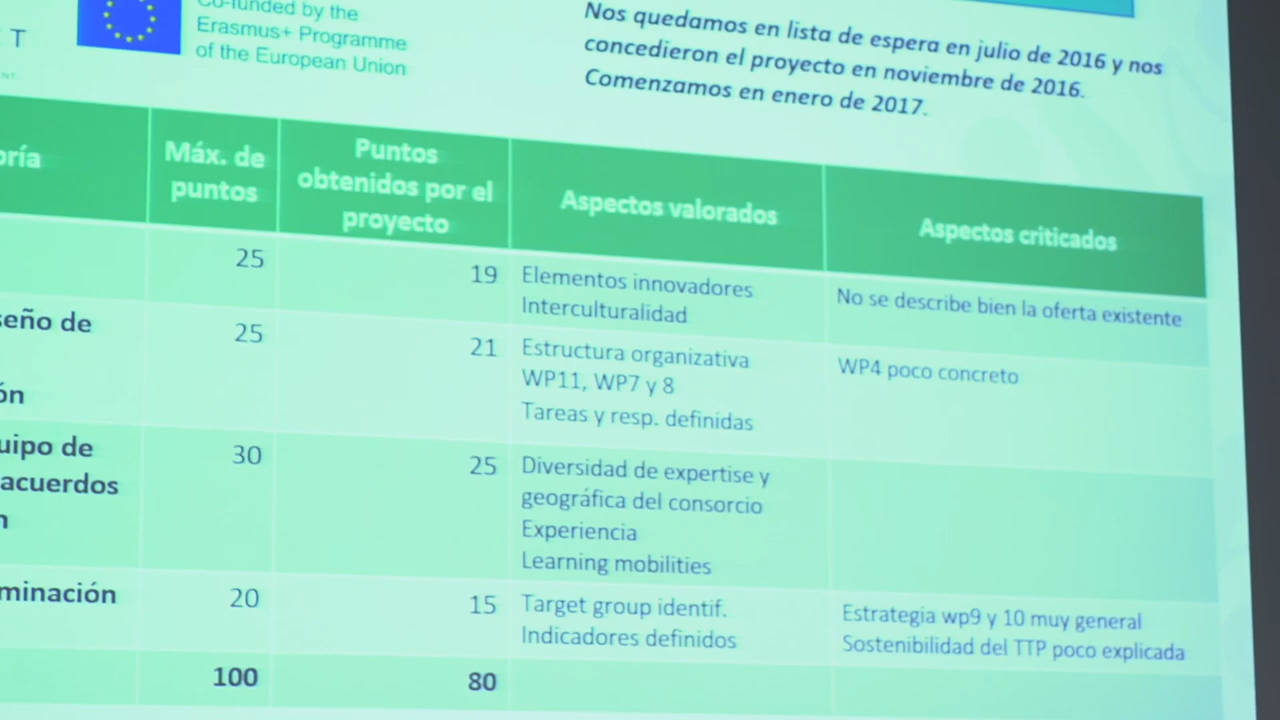 Co-funded by the
Erasmus+ Programme
of the European Union
T
Nos quedamos en lista de espera en julio de 2016 y nos
concedieron el proyecto en noviembre de 2016.
Comenzamos en enero de 2017.
oría
Máx. de
puntos
Puntos
obtenidos por el
proyecto
Aspectos valorados
Aspectos criticados
25
19
Elementos innovadores
Interculturalidad
No se describe bien la oferta existente
seño de
ón
25
21
Estructura organizativa
WP11, WP7 y 8
Tareas y resp. definidas
WP4 poco concreto
uipo de
acuerdos
n
30
25
Diversidad de expertise y
geográfica del consorcio
Experiencia
Learning mobilities
minación
20
15
Target group identif.
Indicadores definidos
Estrategia wp9 y 10 muy general
Sostenibilidad del TTP poco explicada
100
80